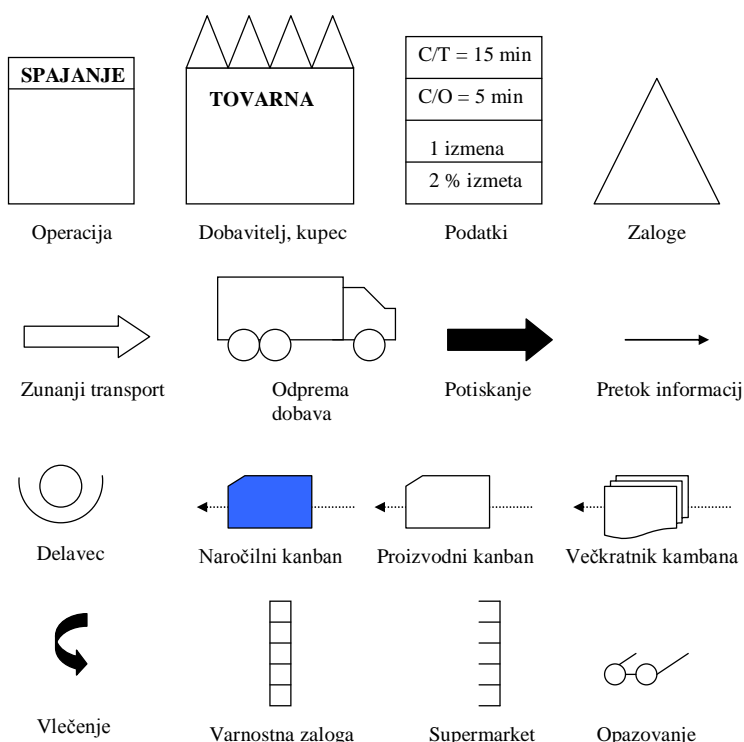 SPAJANJE
TOVARNA
C/T = 15 min
C/O = 5 min
1 izmena
2 % izmeta
Operacija
Dobavitelj, kupec
Podatki
Zaloge
Zunanji transport
Odprema
dobava
Potiskanje
Pretok informacij
Delavec
Naročilni kanban
Proizvodni kanban
Večkratnik kambana
Vlečenje
Varnostna zaloga
Supermarket
Opazovanje